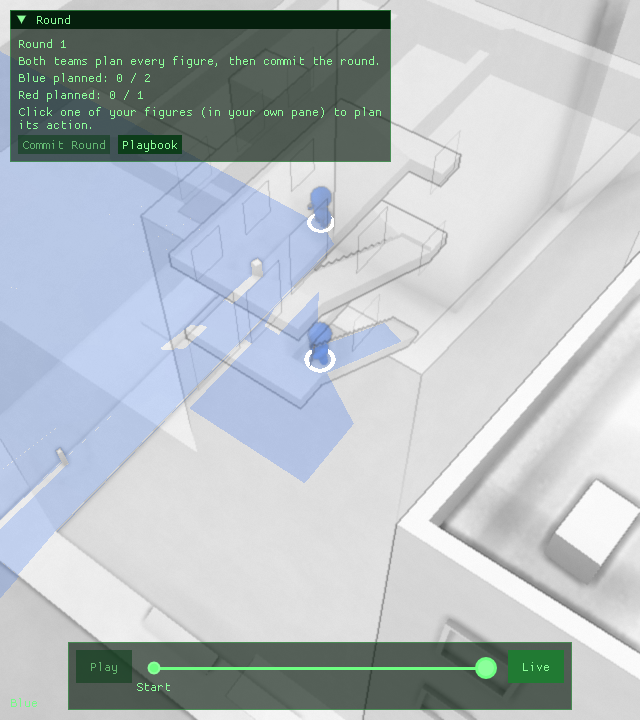 Round
Round 1
Both teams plan every figure, then commit the round.
Blue planned: 0 / 2
Red planned: 0 / 1
Click one of your figures (in your own pane) to plan
its action.
Commit Round
Playbook
Play
Start
Live